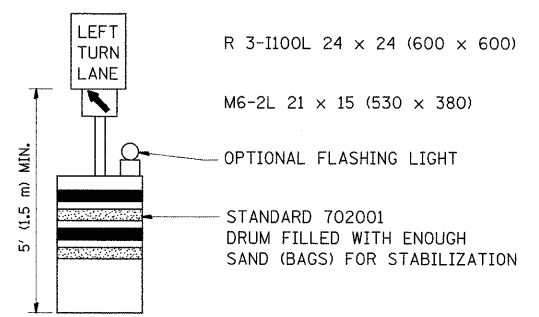 LEFT
TURN
LANE
R 3-I100L 24 x 24 (600 x 600)
M6-2L 21 x 15 (530 x 380)
OPTIONAL FLASHING LIGHT
5' (1.5 m) MIN.
STANDARD 702001
DRUM FILLED WITH ENOUGH
SAND (BAGS) FOR STABILIZATION